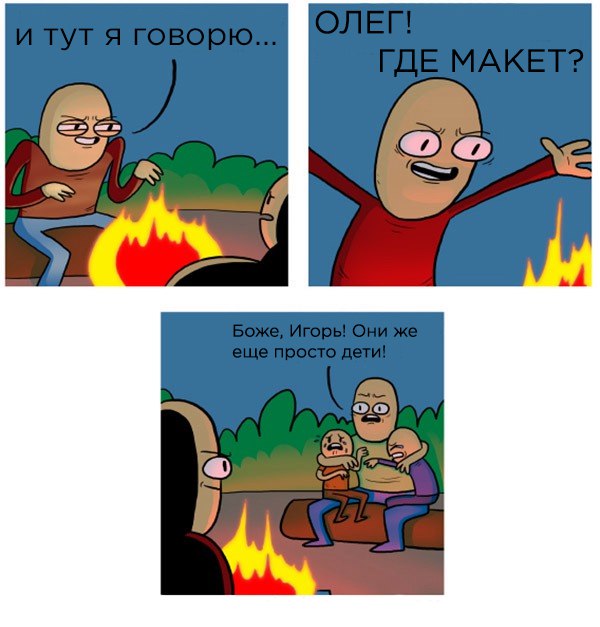 и тут я говорю...
ОЛЕГ!
ГДЕ МАКЕТ?
Боже, Игорь! Они же
еще просто дети!